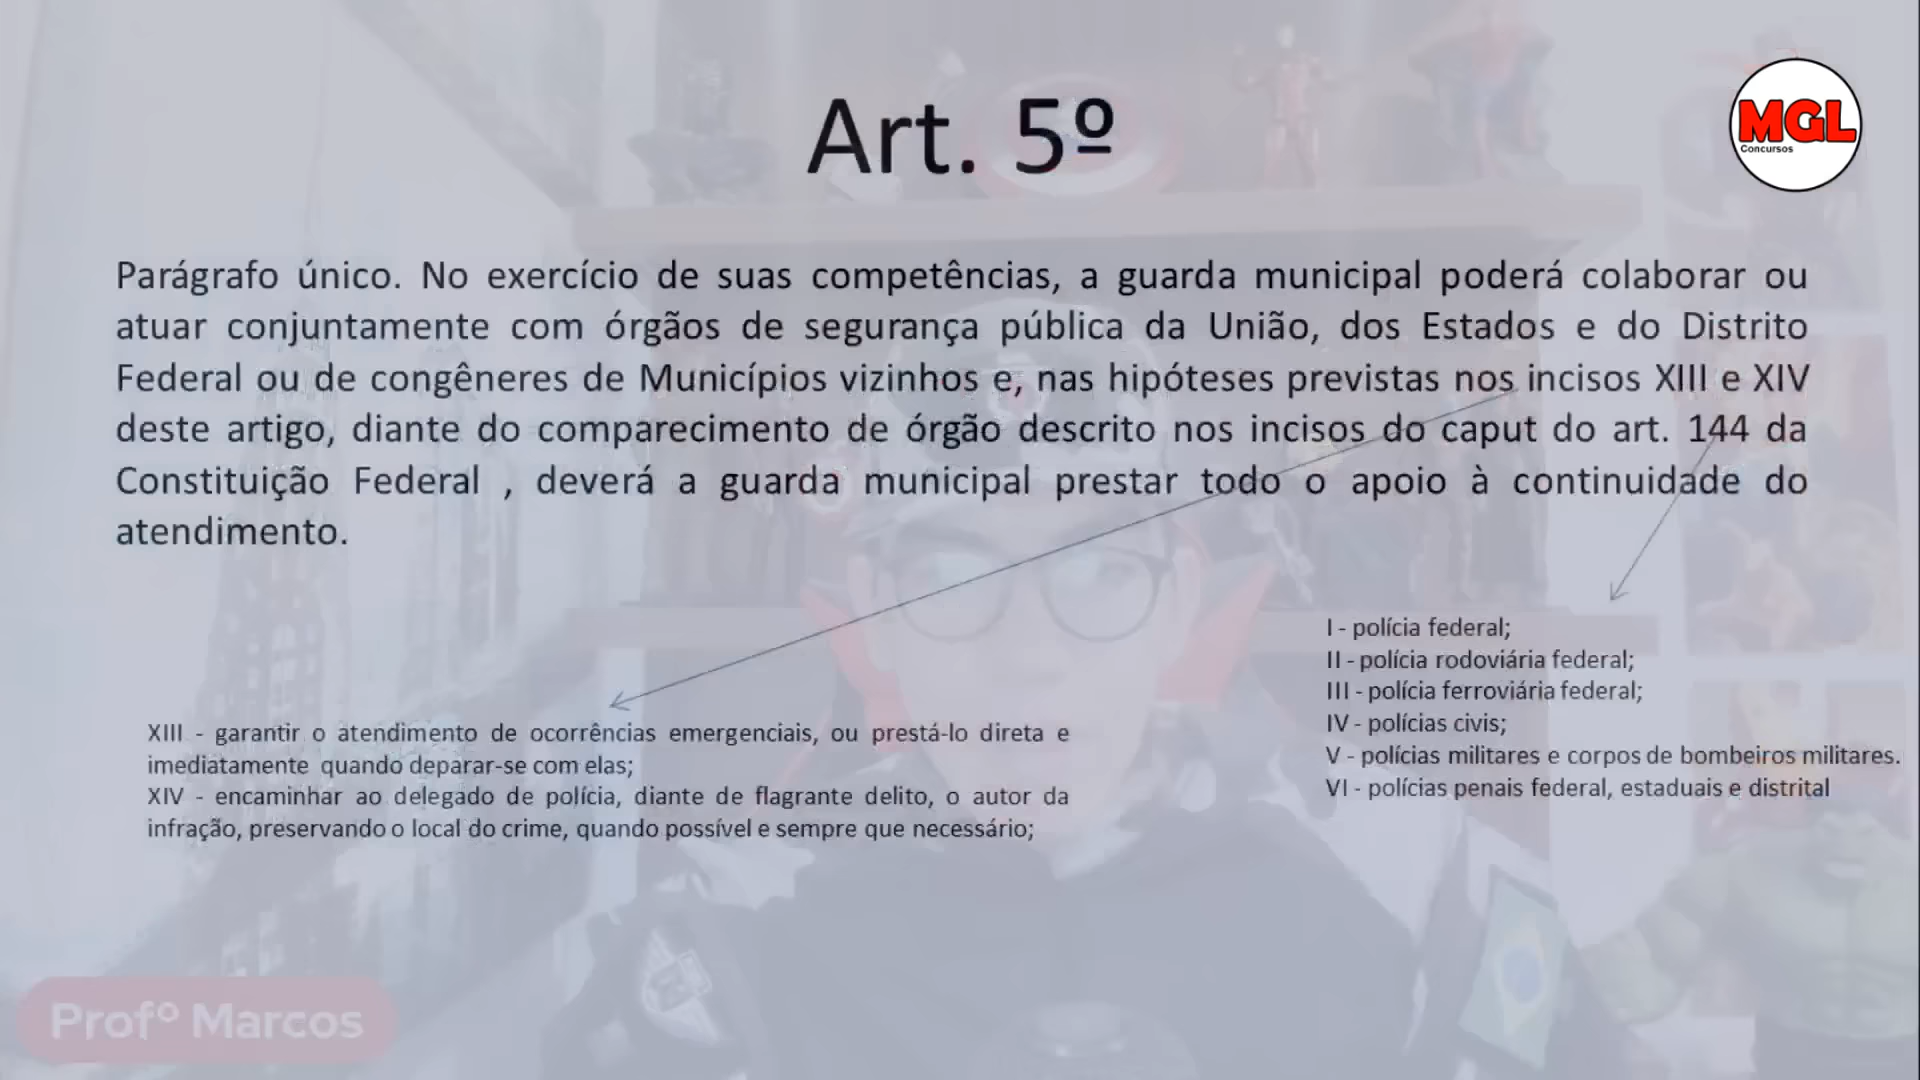 Art. 5º
MGL
Concursos
Parágrafo único. No exercício de suas competências, a guarda municipal poderá colaborar ou
atuar conjuntamente com órgãos de segurança pública da União, dos Estados e do Distrito
Federal ou de congêneres de Municípios vizinhos e, nas hipóteses previstas nos incisos XIII e XIV
deste artigo, diante do comparecimento de órgão descrito nos incisos do caput do art. 144 da
Constituição Federal , deverá a guarda municipal prestar todo o apoio à continuidade do
atendimento.
XIII - garantir o atendimento de ocorrências emergenciais, ou prestá-lo direta e
imediatamente quando deparar-se com elas;
XIV - encaminhar ao delegado de polícia, diante de flagrante delito, o autor da
infração, preservando o local do crime, quando possível e sempre que necessário;
I - polícia federal;
II - polícia rodoviária federal;
III - polícia ferroviária federal;
IV - polícias civis;
V - polícias militares e corpos de bombeiros militares.
VI - polícias penais federal, estaduais e distrital
Profº Marcos